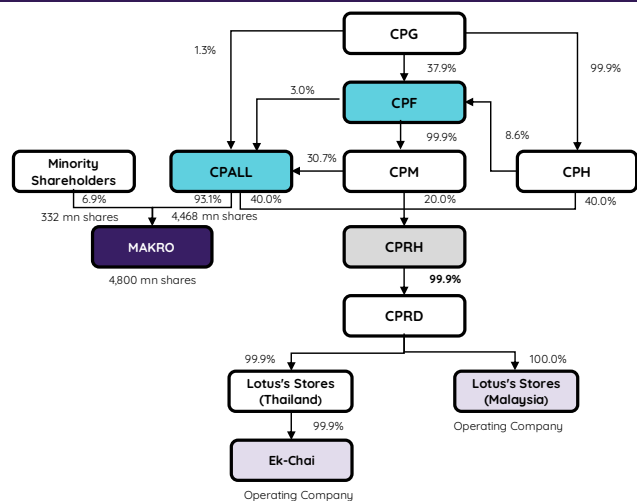 CPG
1.3%
37.9%
99.9%
3.0%
CPF
99.9%
8.6%
Minority
Shareholders
CPALL
30.7%
CPM
CPH
6.9%
93.1%
40.0%
20.0%
40.0%
332 mn shares
4,468 mn shares
MAKRO
CPRH
4,800 mn shares
99.9%
CPRD
99.9%
100.0%
Lotus's Stores
(Thailand)
Lotus's Stores
(Malaysia)
99.9%
Operating Company
Ek-Chai
Operating Company